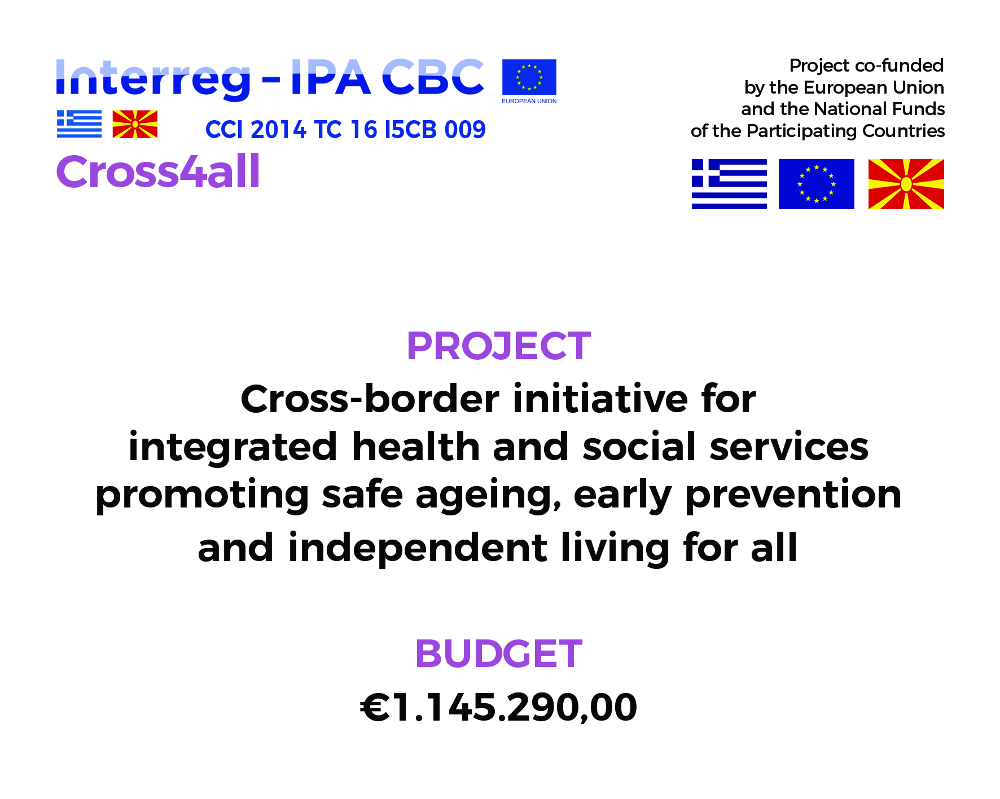 Interreg - IPA CBC
EUROPEAN UNION
CCI 2014 TC 16 I5CB 009
Cross4all
Project co-funded
by the European Union
and the National Funds
of the Participating Countries
PROJECT
Cross-border initiative for
integrated health and social services
promoting safe ageing, early prevention
and independent living for all
BUDGET
€1.145.290,00